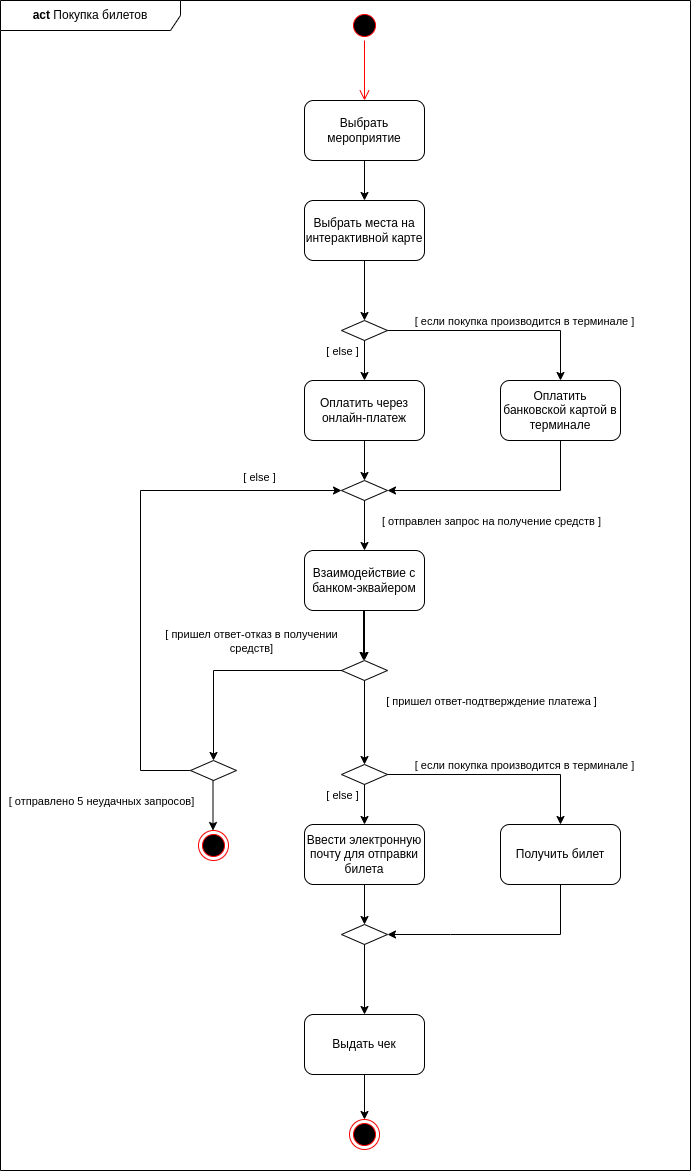 act Покупка билетов
Выбрать
мероприятие
Выбрать места на
интерактивной карте
[ если покупка производится в терминале ]
[ else ]
Оплатить через
онлайн-платеж
Оплатить
банковской картой в
терминале
[ else ]
[ отправлен запрос на получение средств ]
Взаимодействие с
банком-эквайером
[ пришел ответ-отказ в получении
средств]
[ пришел ответ-подтверждение платежа ]
[ если покупка производится в терминале ]
[ else ]
[ отправлено 5 неудачных запросов]
Ввести электронную
почту для отправки
билета
Получить билет
Выдать чек